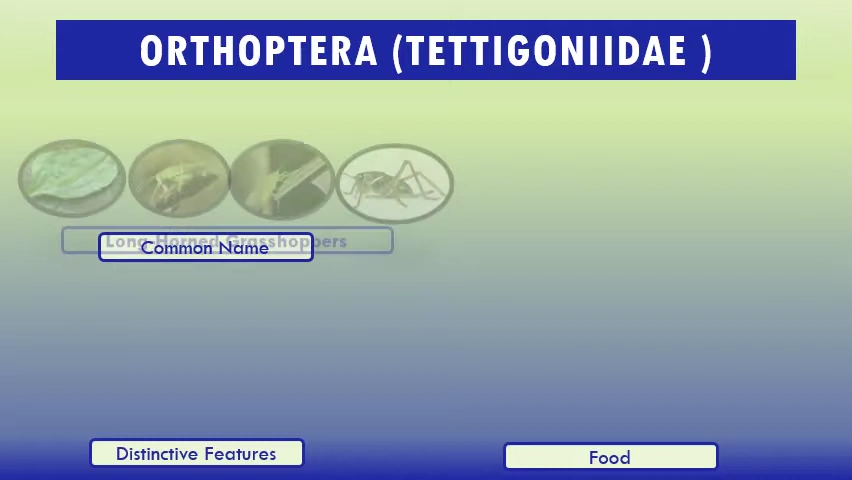 ORTHOPTERA (TETTIGONIIDAE )
Long-Horned Grasshoppers
Common Name
Distinctive Features
Food